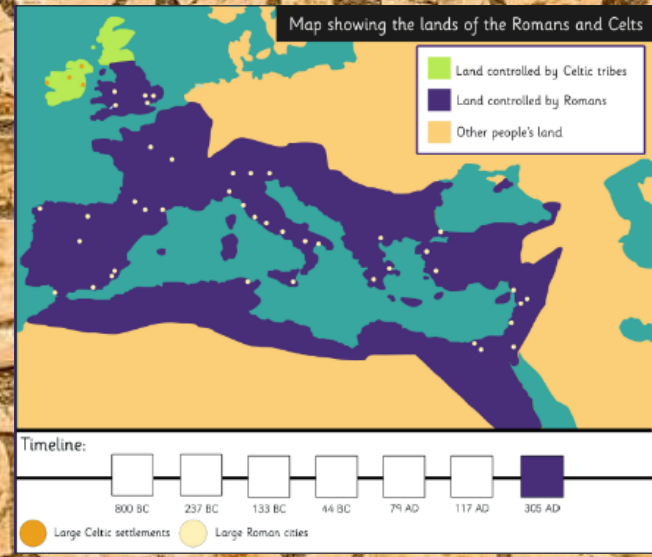 Map showing the lands of the Romans and Celts
Land controlled by Celtic tribes
Land controlled by Romans
Other people's land
Timeline:
800 BC 237 BC 133 BC 44 BC 79 AD 117 AD 305 AD
Large Celtic settlements Large Roman cities